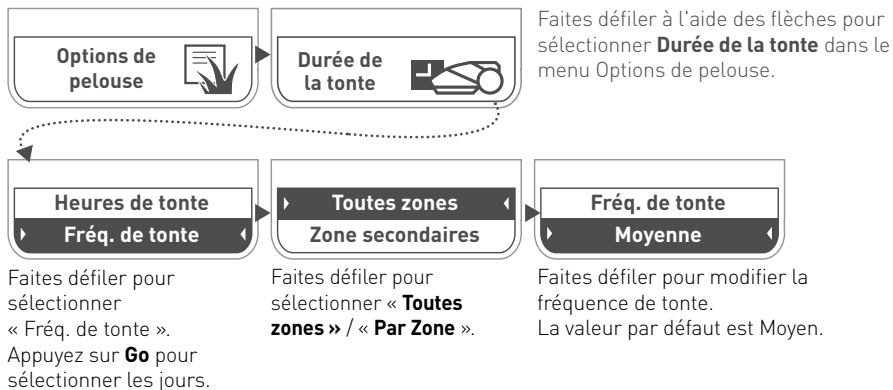 Options de
pelouse
Durée de
la tonte
Faites défiler à l'aide des flèches pour
sélectionner Durée de la tonte dans le
menu Options de pelouse.
Heures de tonte
Fréq. de tonte
Toutes zones
Zone secondaires
Fréq. de tonte
Moyenne
Faites défiler pour
sélectionner
« Fréq. de tonte ».
Appuyez sur Go pour
sélectionner les jours.
Faites défiler pour
sélectionner « Toutes
zones » / « Par Zone ».
Faites défiler pour modifier la
fréquence de tonte.
La valeur par défaut est Moyen.